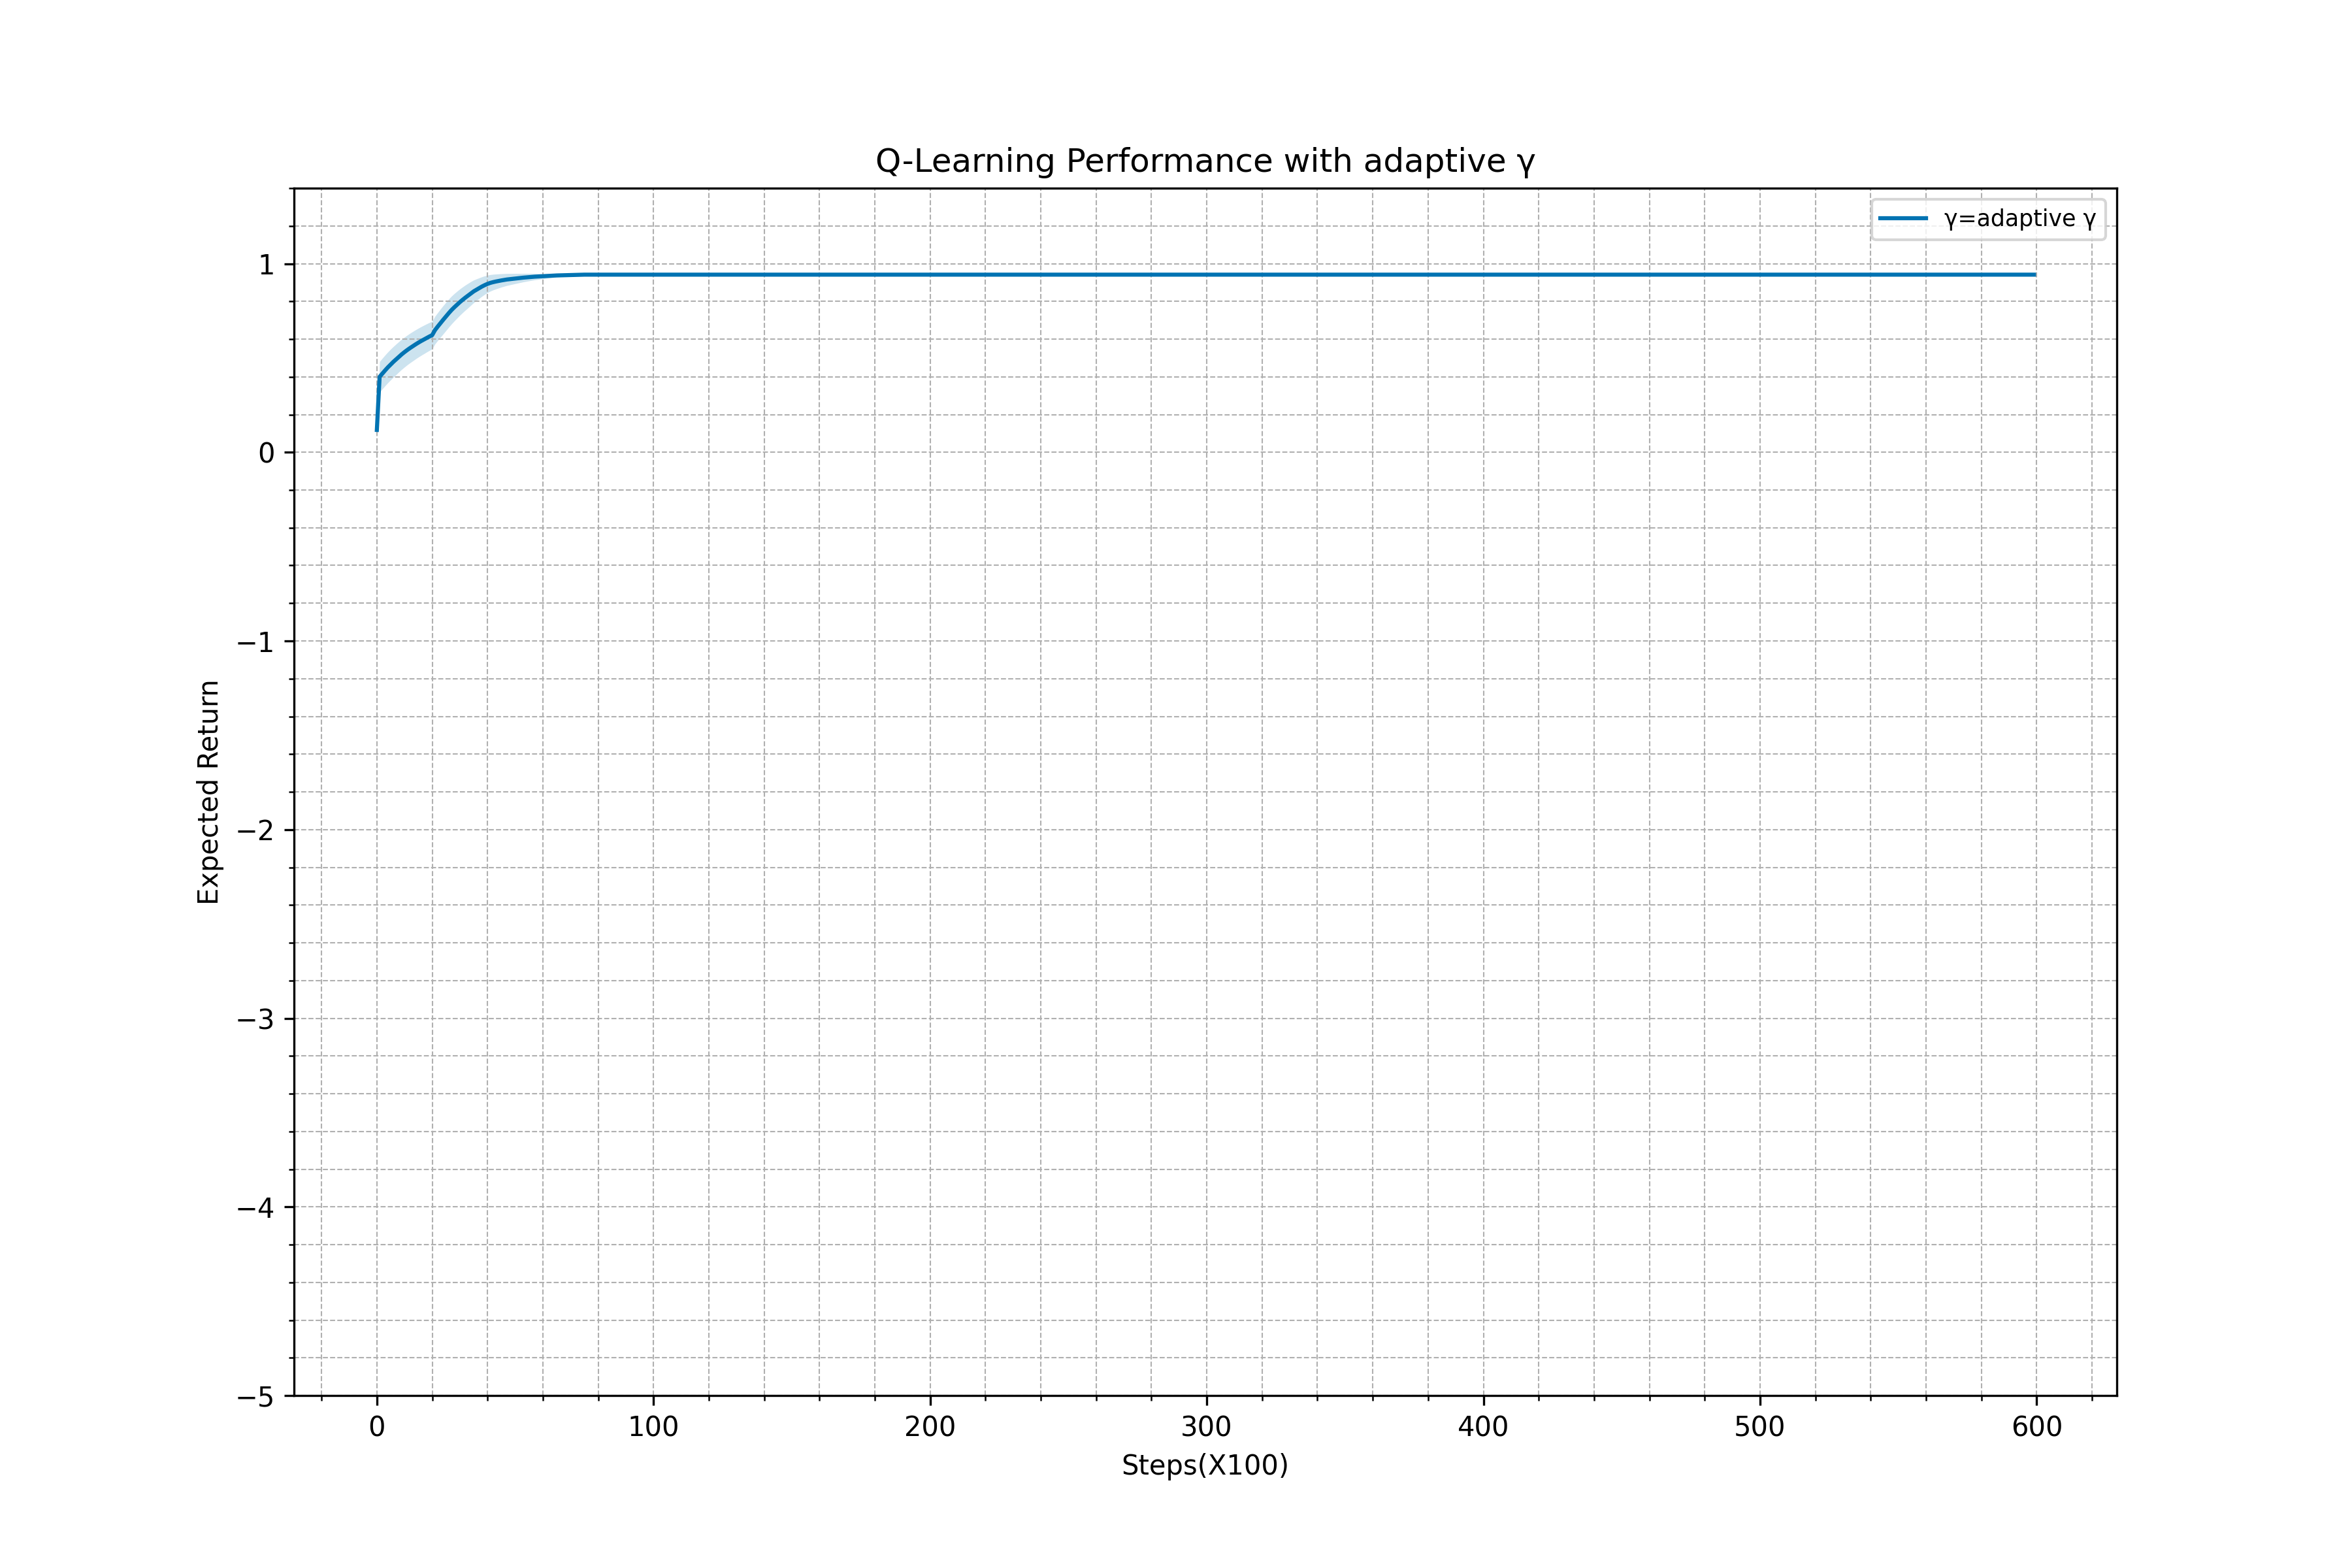 Q-Learning Performance with adaptive γ
γ=adaptive γ
1
0
−1
−2
−3
−4
−5
Expected Return
0 100 200 300 400 500 600
Steps(X100)